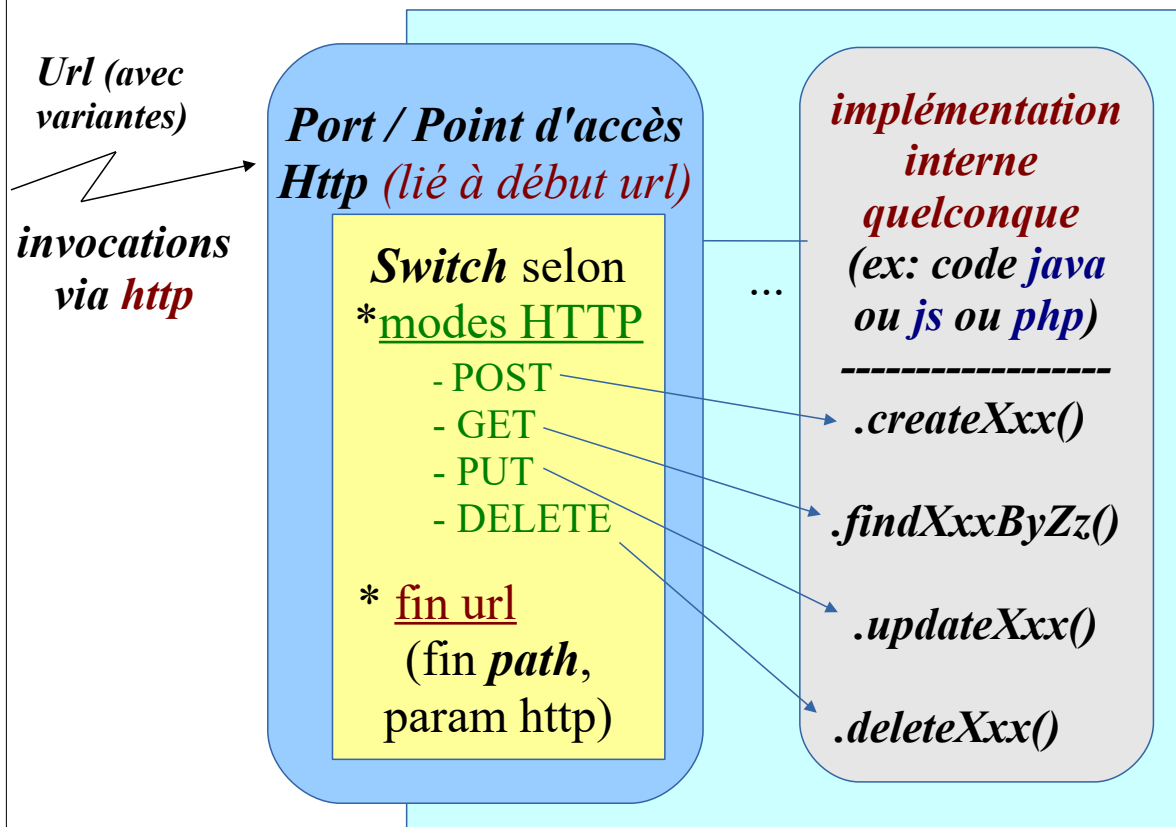 Url (avec
variantes)
invocations
via http
Port / Point d'accès
Http (lié à début url)
Switch selon
*modes HTTP
- POST
- GET
- PUT
- DELETE
* fin url
(fin path,
param http)
...
implémentation
interne
quelconque
(ex: code java
ou js ou php)
------------------
.createXxx()
.findXxxByZz()
.updateXxx()
.deleteXxx()